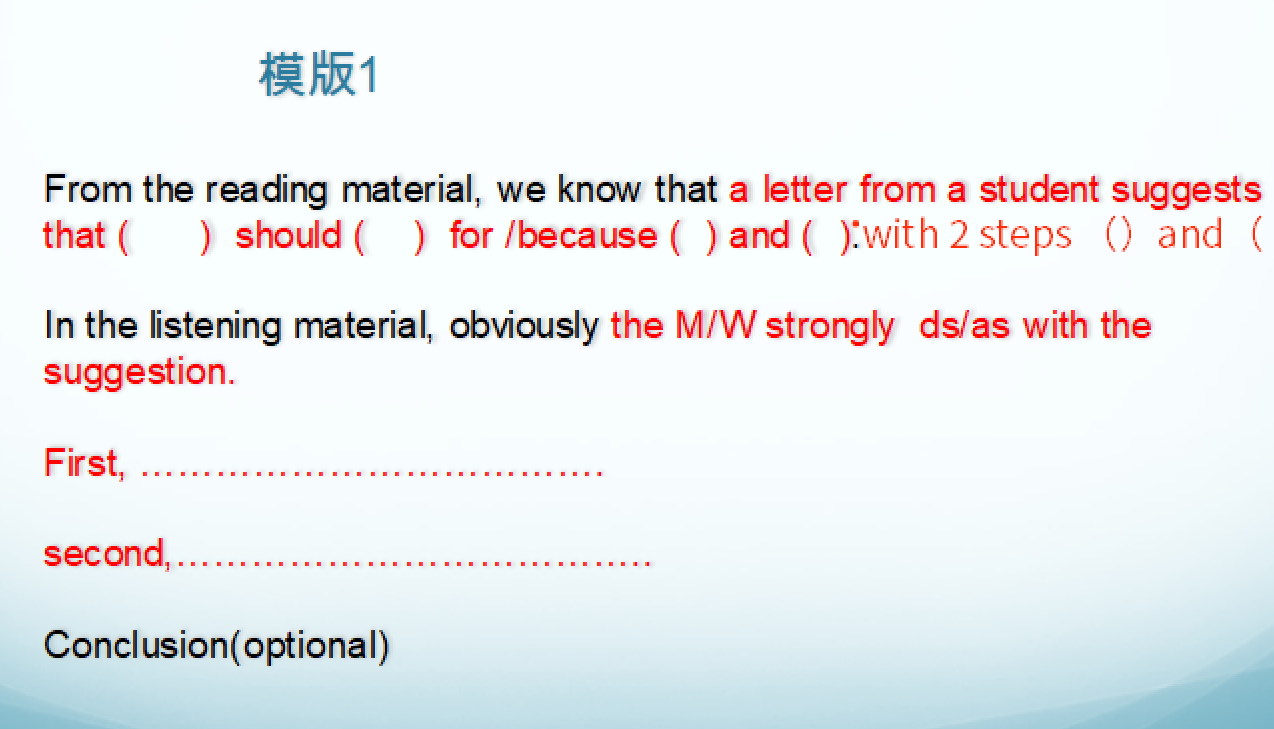 模版1
From the reading material, we know that a letter from a student suggests
that (      ) should (    ) for /because (  ) and (  ).:with 2 steps （）and（
In the listening material, obviously the M/W strongly ds/as with the
suggestion.
First, ……………………………….
second,………………………………..
Conclusion(optional)